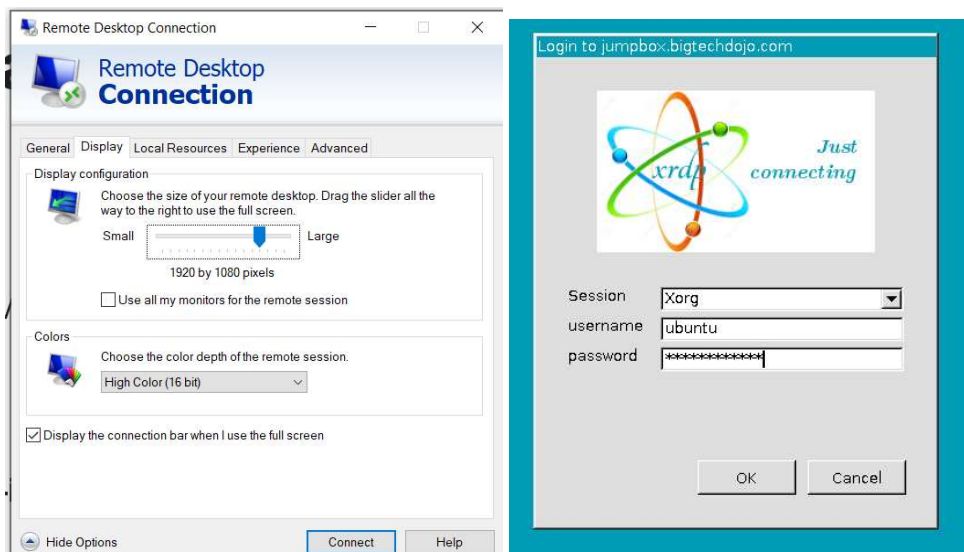 Remote Desktop Connection
Remote Desktop
Connection
General Display Local Resources Experience Advanced
Display configuration
Choose the size of your remote desktop. Drag the slider all the
way to the right to use the full screen.
Small Large
1920 by 1080 pixels
Use all my monitors for the remote session
Colors
Choose the color depth of the remote session.
High Color (16 bit)
Display the connection bar when I use the full screen
Hide Options Connect Help
Login to jumpbox.bigtechdojo.com
xrdp
Just
connecting
Session Xorg
username ubuntu
password *************
OK Cancel